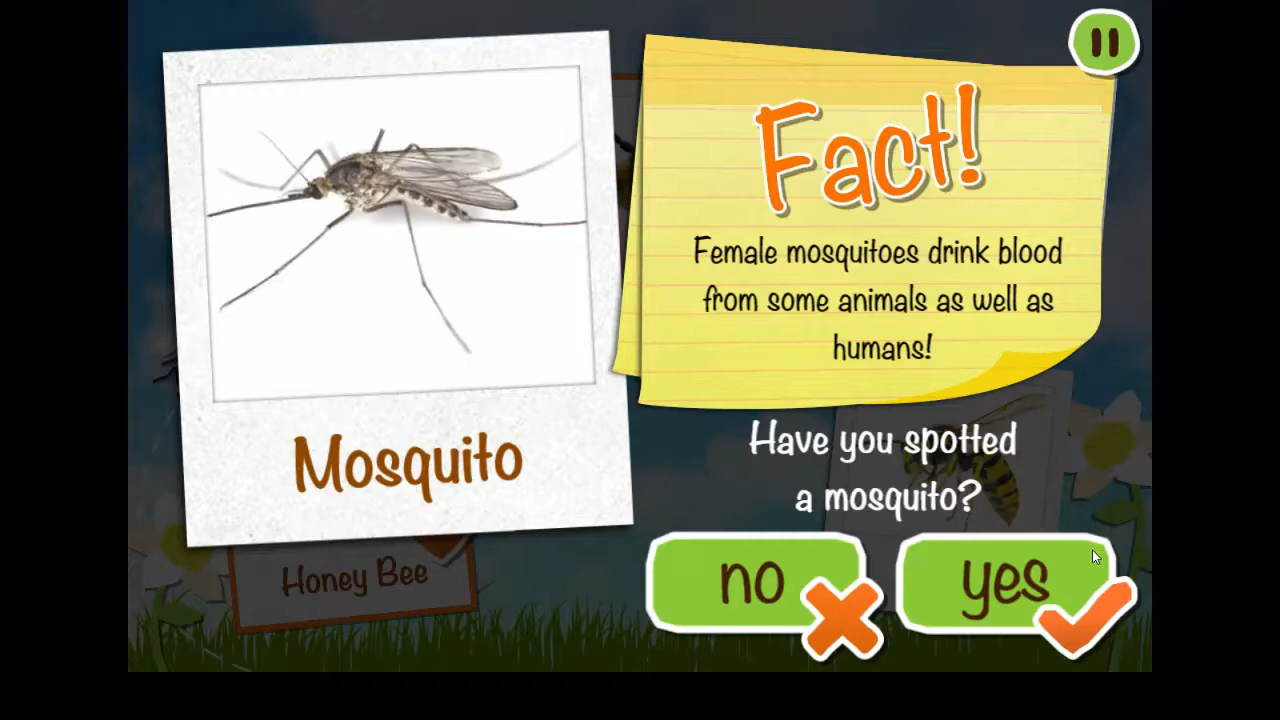 Fact!
Female mosquitoes drink blood
from some animals as well as
humans!
Mosquito
Have you spotted
a mosquito?
no
yes
Honey Bee